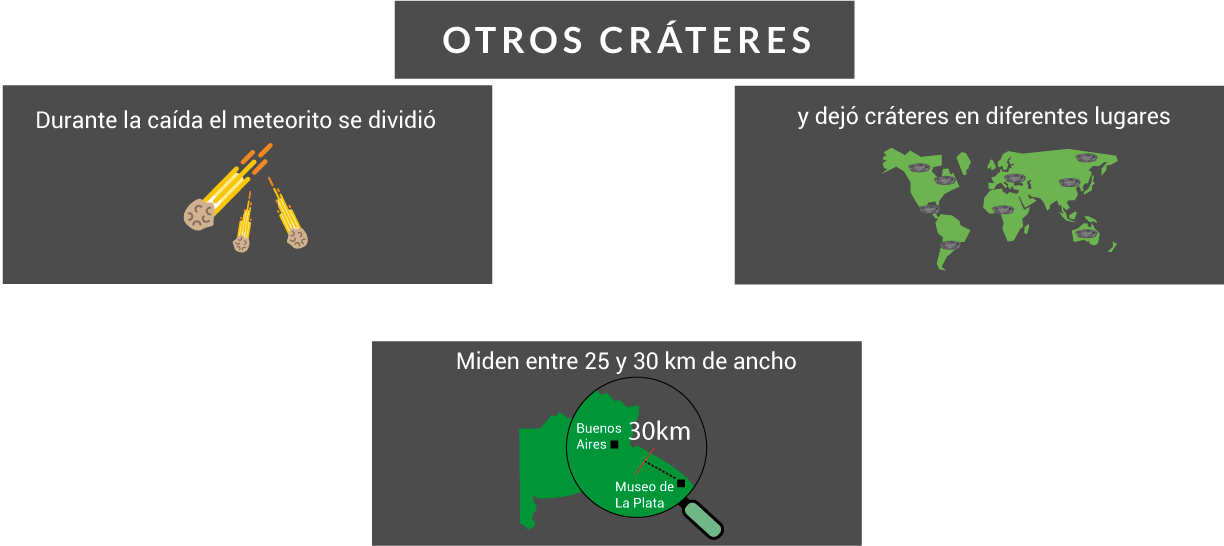 OTROS CRÁTERES
Durante la caída el meteorito se dividió
y dejó cráteres en diferentes lugares
Miden entre 25 y 30 km de ancho
Buenos
Aires
30km
Museo de
La Plata